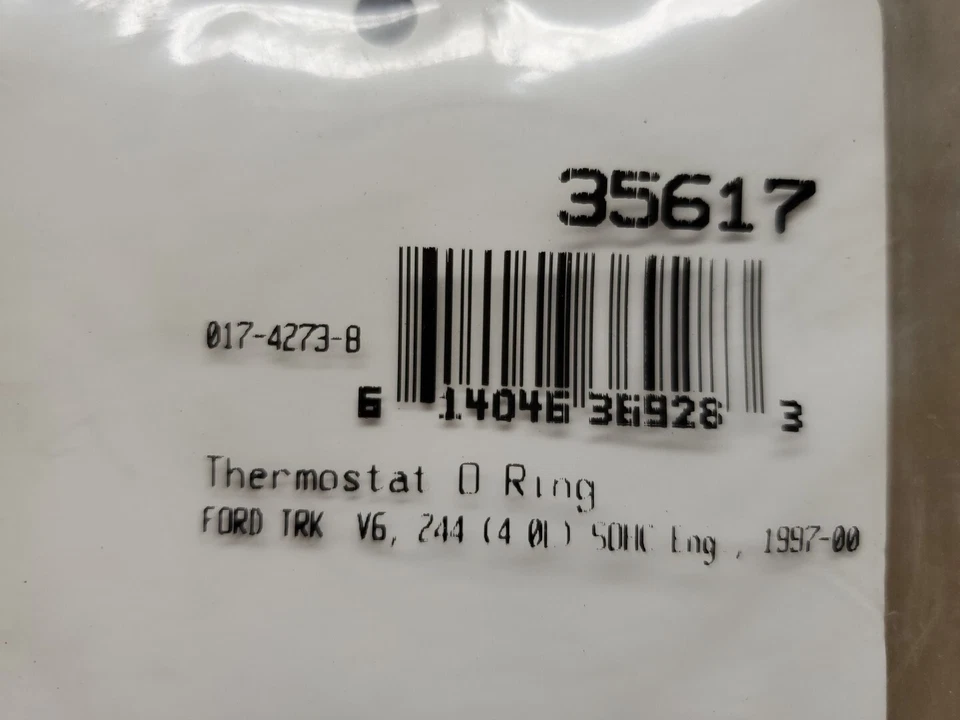 35617
017-4273-8
6 14046 36928 3
Thermostat O Ring
FORD TRK V6, 244 (4 0L) SOHC Eng , 1997-00